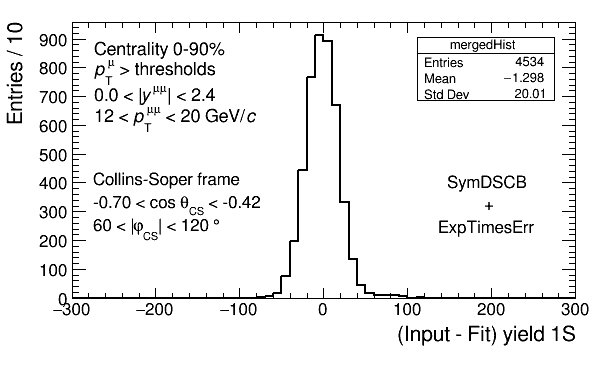 Entries / 10
900
800
700
600
500
400
300
200
100
0
Centrality 0-90%
p_T^μ > thresholds
0.0 < |y^μμ| < 2.4
12 < p_T^μμ < 20 GeV/c
Collins-Soper frame
-0.70 < cos θ_CS < -0.42
60 < |φ_CS| < 120 °
mergedHist
Entries 4534
Mean −1.298
Std Dev 20.01
SymDSCB
+
ExpTimesErr
−300 −200 −100 0 100 200 300
(Input - Fit) yield 1S